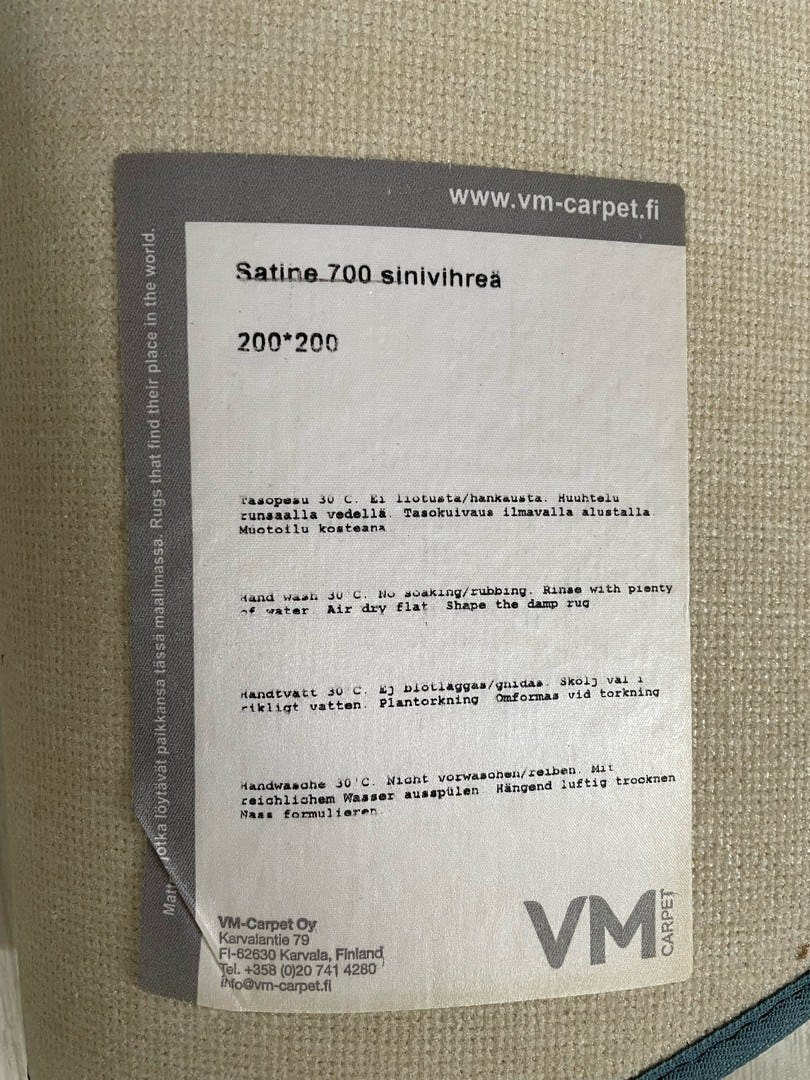 www.vm-carpet.fi
Satine 700 sinivihreä
200*200
Tasopesu 30 C. Ei liotusta/hankausta. Huuhtelu
runsaalla vedellä. Tasokuivaus ilmavalla alustalla.
Muotoilu kosteana
Hand wash 30 C. No soaking/rubbing. Rinse with plenty
of water. Air dry flat Shape the damp rug
Handtvätt 30 C. Ej blötläggas/gnidas. Skölj väl i
rikligt vatten. Plantorkning Omformas vid torkning
Handwasche 30°C. Nicht vorwaschen/reiben. Mit
reichlichem Wasser ausspülen Hängend luftig trocknen
Nass formulieren
VM-Carpet Oy
Karvalantie 79
FI-62630 Karvala, Finland
Tel. +358 (0)20 741 4280
info@vm-carpet.fi
VM CARPET
Matot jotka löytävät paikkansa tässä maailmassa. Rugs that find their place in the world.